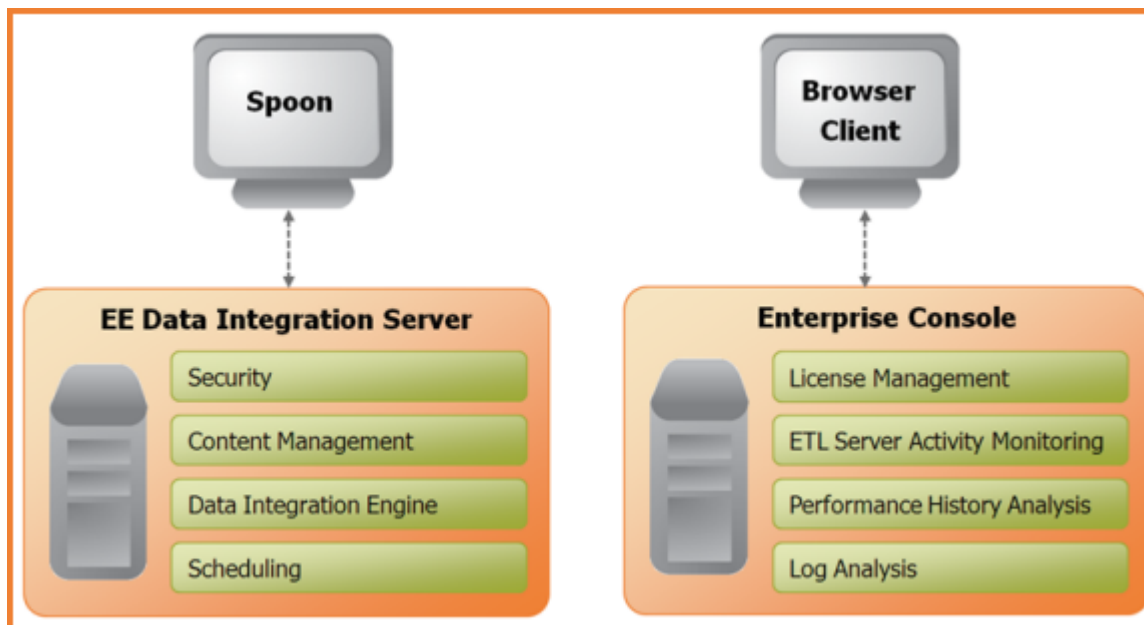 Spoon
Browser
Client
EE Data Integration Server
Security
Content Management
Data Integration Engine
Scheduling
Enterprise Console
License Management
ETL Server Activity Monitoring
Performance History Analysis
Log Analysis